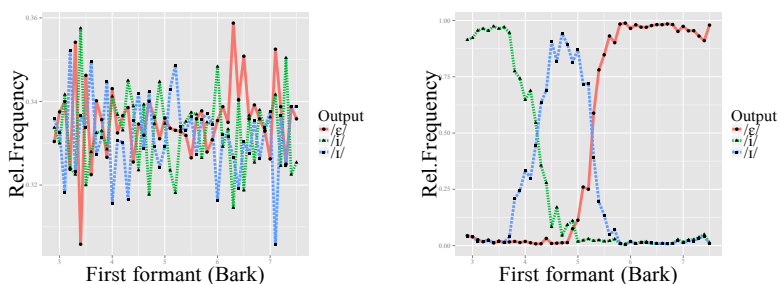 Rel.Frequency
0.36
0.34
0.32
3 4 5 6 7
First formant (Bark)
Output
/ɛ/
/i/
/ɪ/
Rel.Frequency
1.00
0.75
0.50
0.25
0.00
3 4 5 6 7
First formant (Bark)
Output
/ɛ/
/i/
/ɪ/